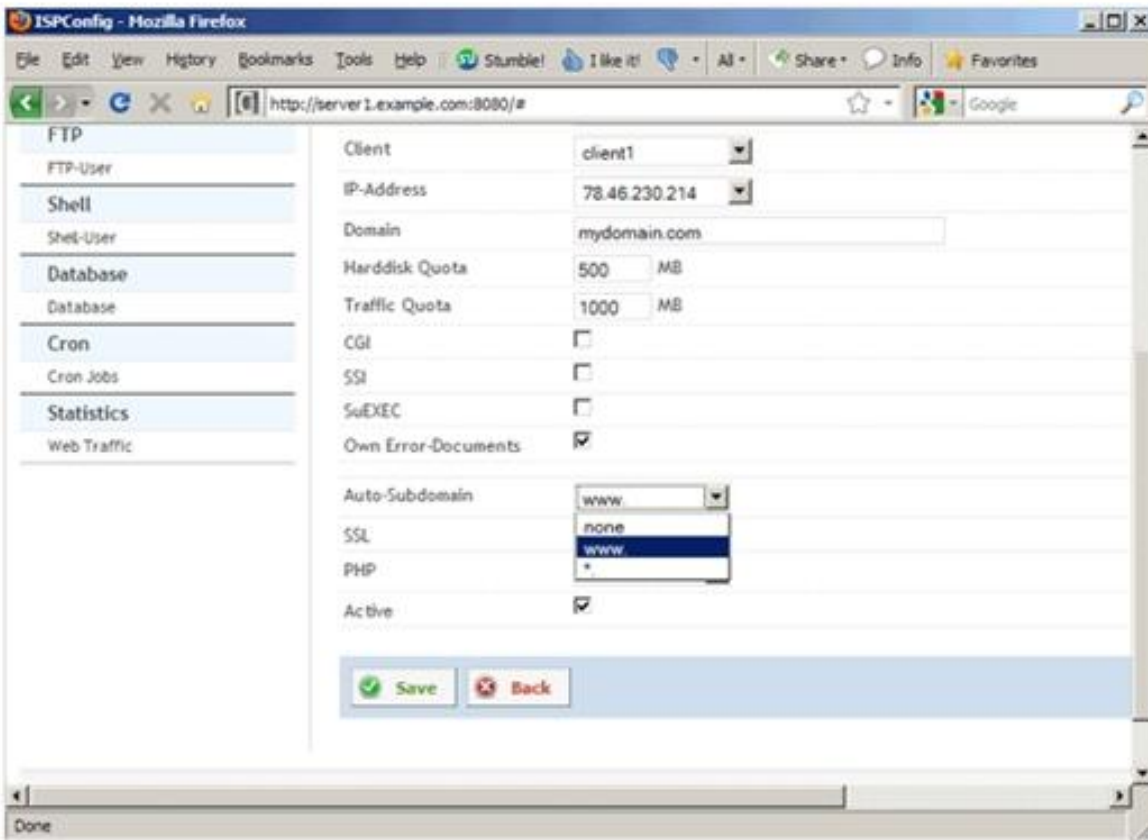 ISPConfig - Mozilla Firefox
File Edit View History Bookmarks Tools Help Stumble! I like it! All Share Info Favorites
http://server1.example.com:8080/# Google
FTP
FTP-User
Shell
Shell-User
Database
Database
Cron
Cron Jobs
Statistics
Web Traffic
Client client1
IP-Address 78.46.230.214
Domain mydomain.com
Harddisk Quota 500 MB
Traffic Quota 1000 MB
CGI
SSI
SuEXEC
Own Error-Documents
Auto-Subdomain www.
none
SSL
www.
PHP *.
Active
Save Back
Done